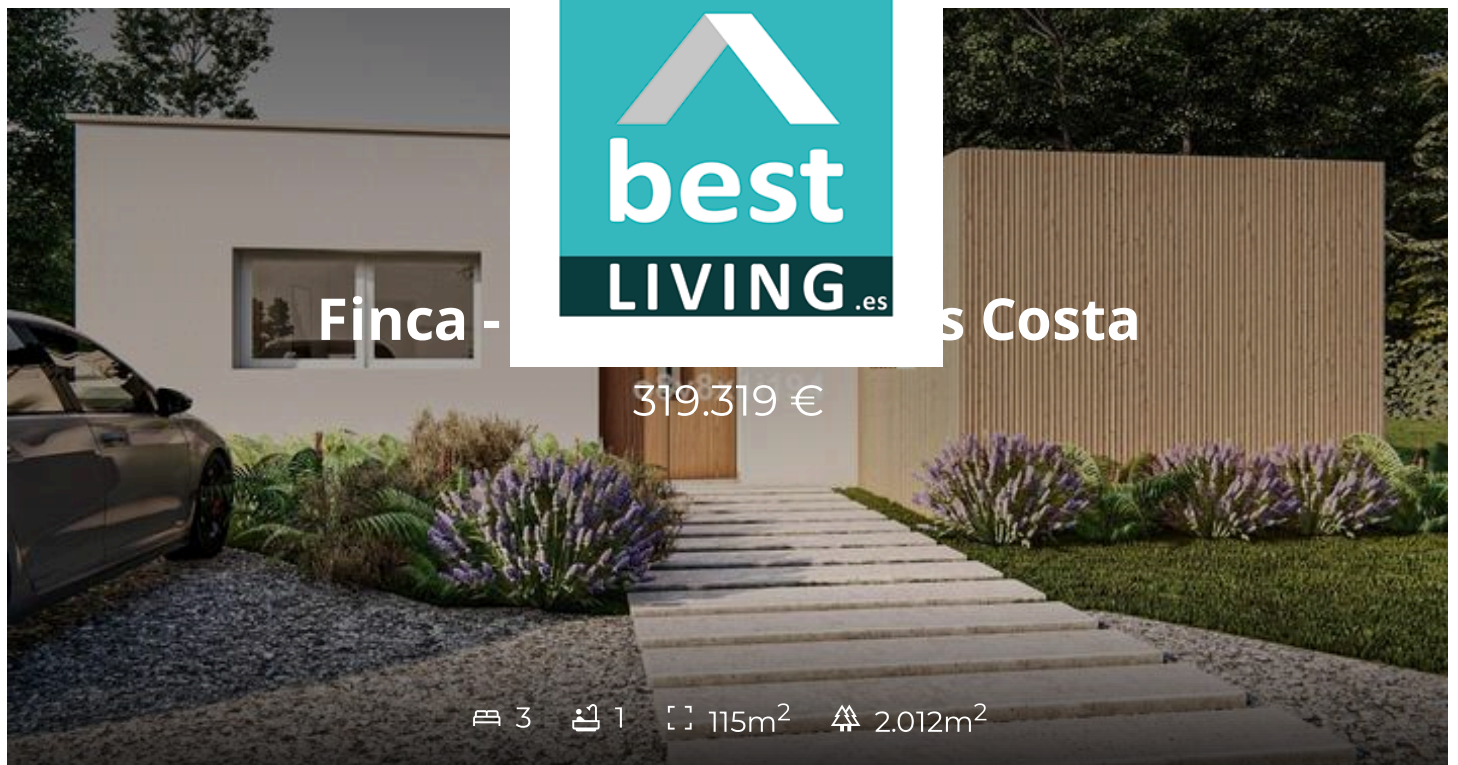 best
LIVING.es
Finca - s Costa
319.319 €
3 1 115m² 2.012m²